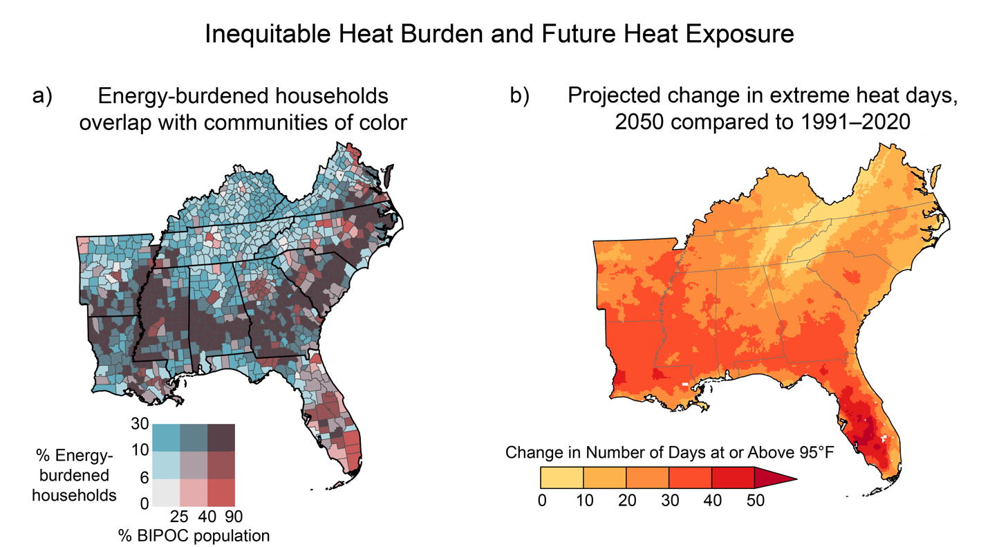 Inequitable Heat Burden and Future Heat Exposure
a)
Energy-burdened households
overlap with communities of color
b)
Projected change in extreme heat days,
2050 compared to 1991–2020
30
10
6
0
% Energy-
burdened
households
25 40 90
% BIPOC population
Change in Number of Days at or Above 95°F
0 10 20 30 40 50